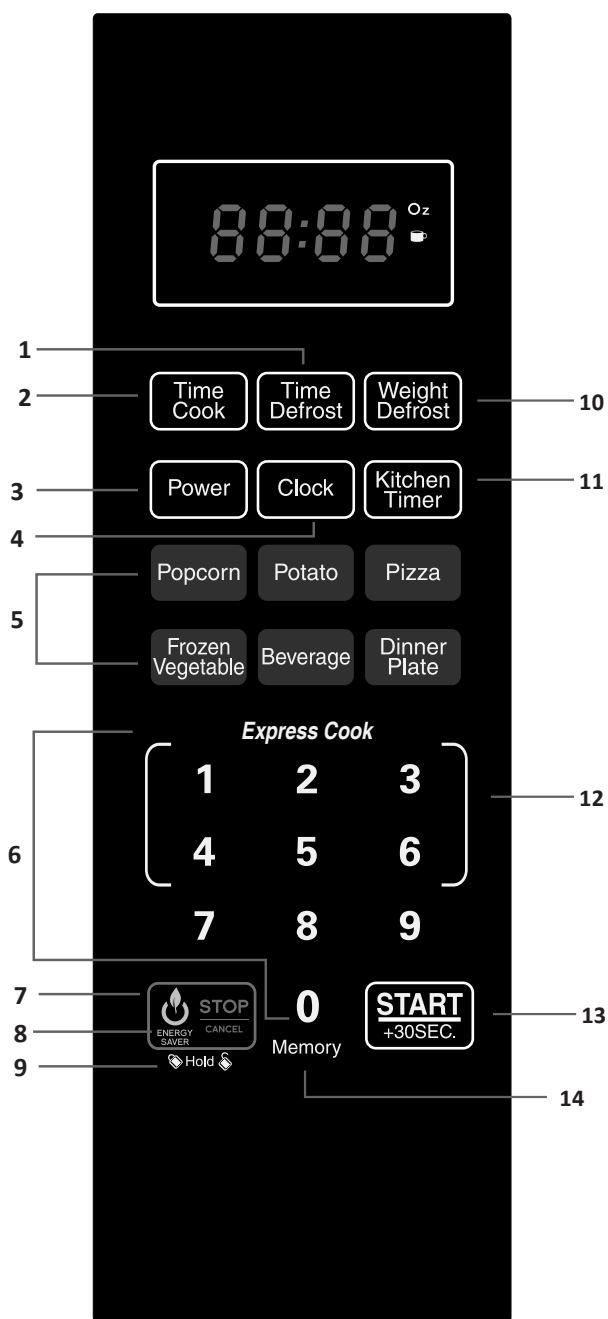 88:88
Oz
1
2
Time Cook
Time Defrost
Weight Defrost
10
3
Power
Clock
Kitchen Timer
11
4
5
Popcorn
Potato
Pizza
Frozen Vegetable
Beverage
Dinner Plate
Express Cook
1 2 3
12
4 5 6
6
7 8 9
7
8
ENERGY SAVER
STOP
CANCEL
0
START
+30SEC.
13
9
Hold
Memory
14